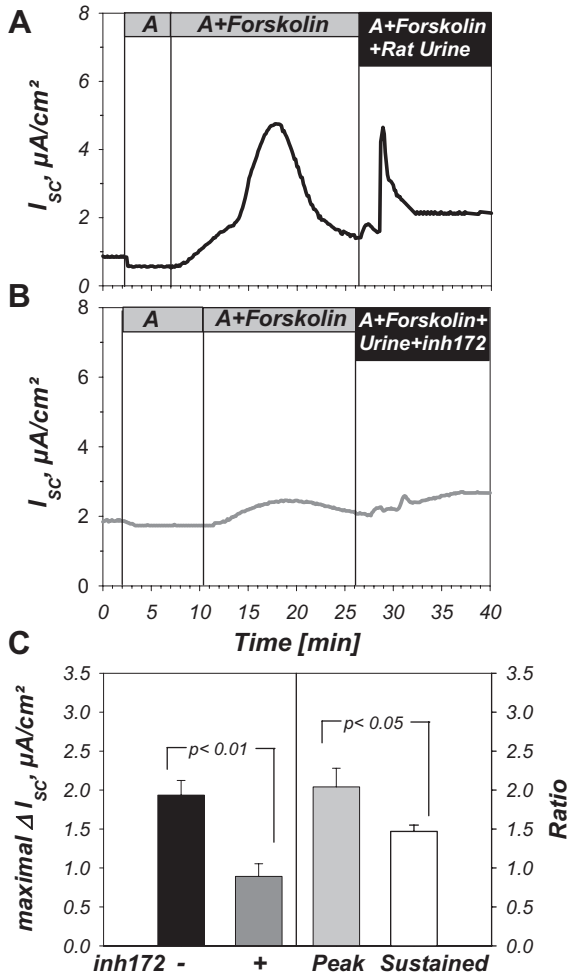 A
A
A+Forskolin
A+Forskolin
+Rat Urine
I_SC, µA/cm²
8
6
4
2
0
B
A
A+Forskolin
A+Forskolin+
Urine+inh172
I_SC, µA/cm²
8
6
4
2
0
0 5 10 15 20 25 30 35 40
Time [min]
C
maximal Δ I_SC, µA/cm²
3.5
3.0
2.5
2.0
1.5
1.0
0.5
0.0
p< 0.01
p< 0.05
3.5
3.0
2.5
2.0
1.5
1.0
0.5
0.0
Ratio
inh172 - + Peak Sustained